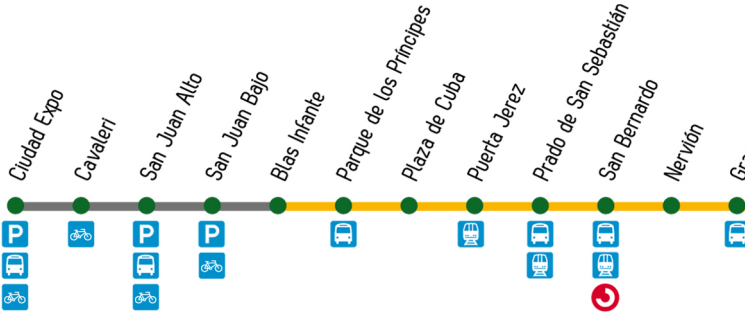 Ciudad Expo
Cavaleri
San Juan Alto
San Juan Bajo
Blas Infante
Parque de los Príncipes
Plaza de Cuba
Puerta Jerez
Prado de San Sebastián
San Bernardo
Nervión
Gra
P
P
P